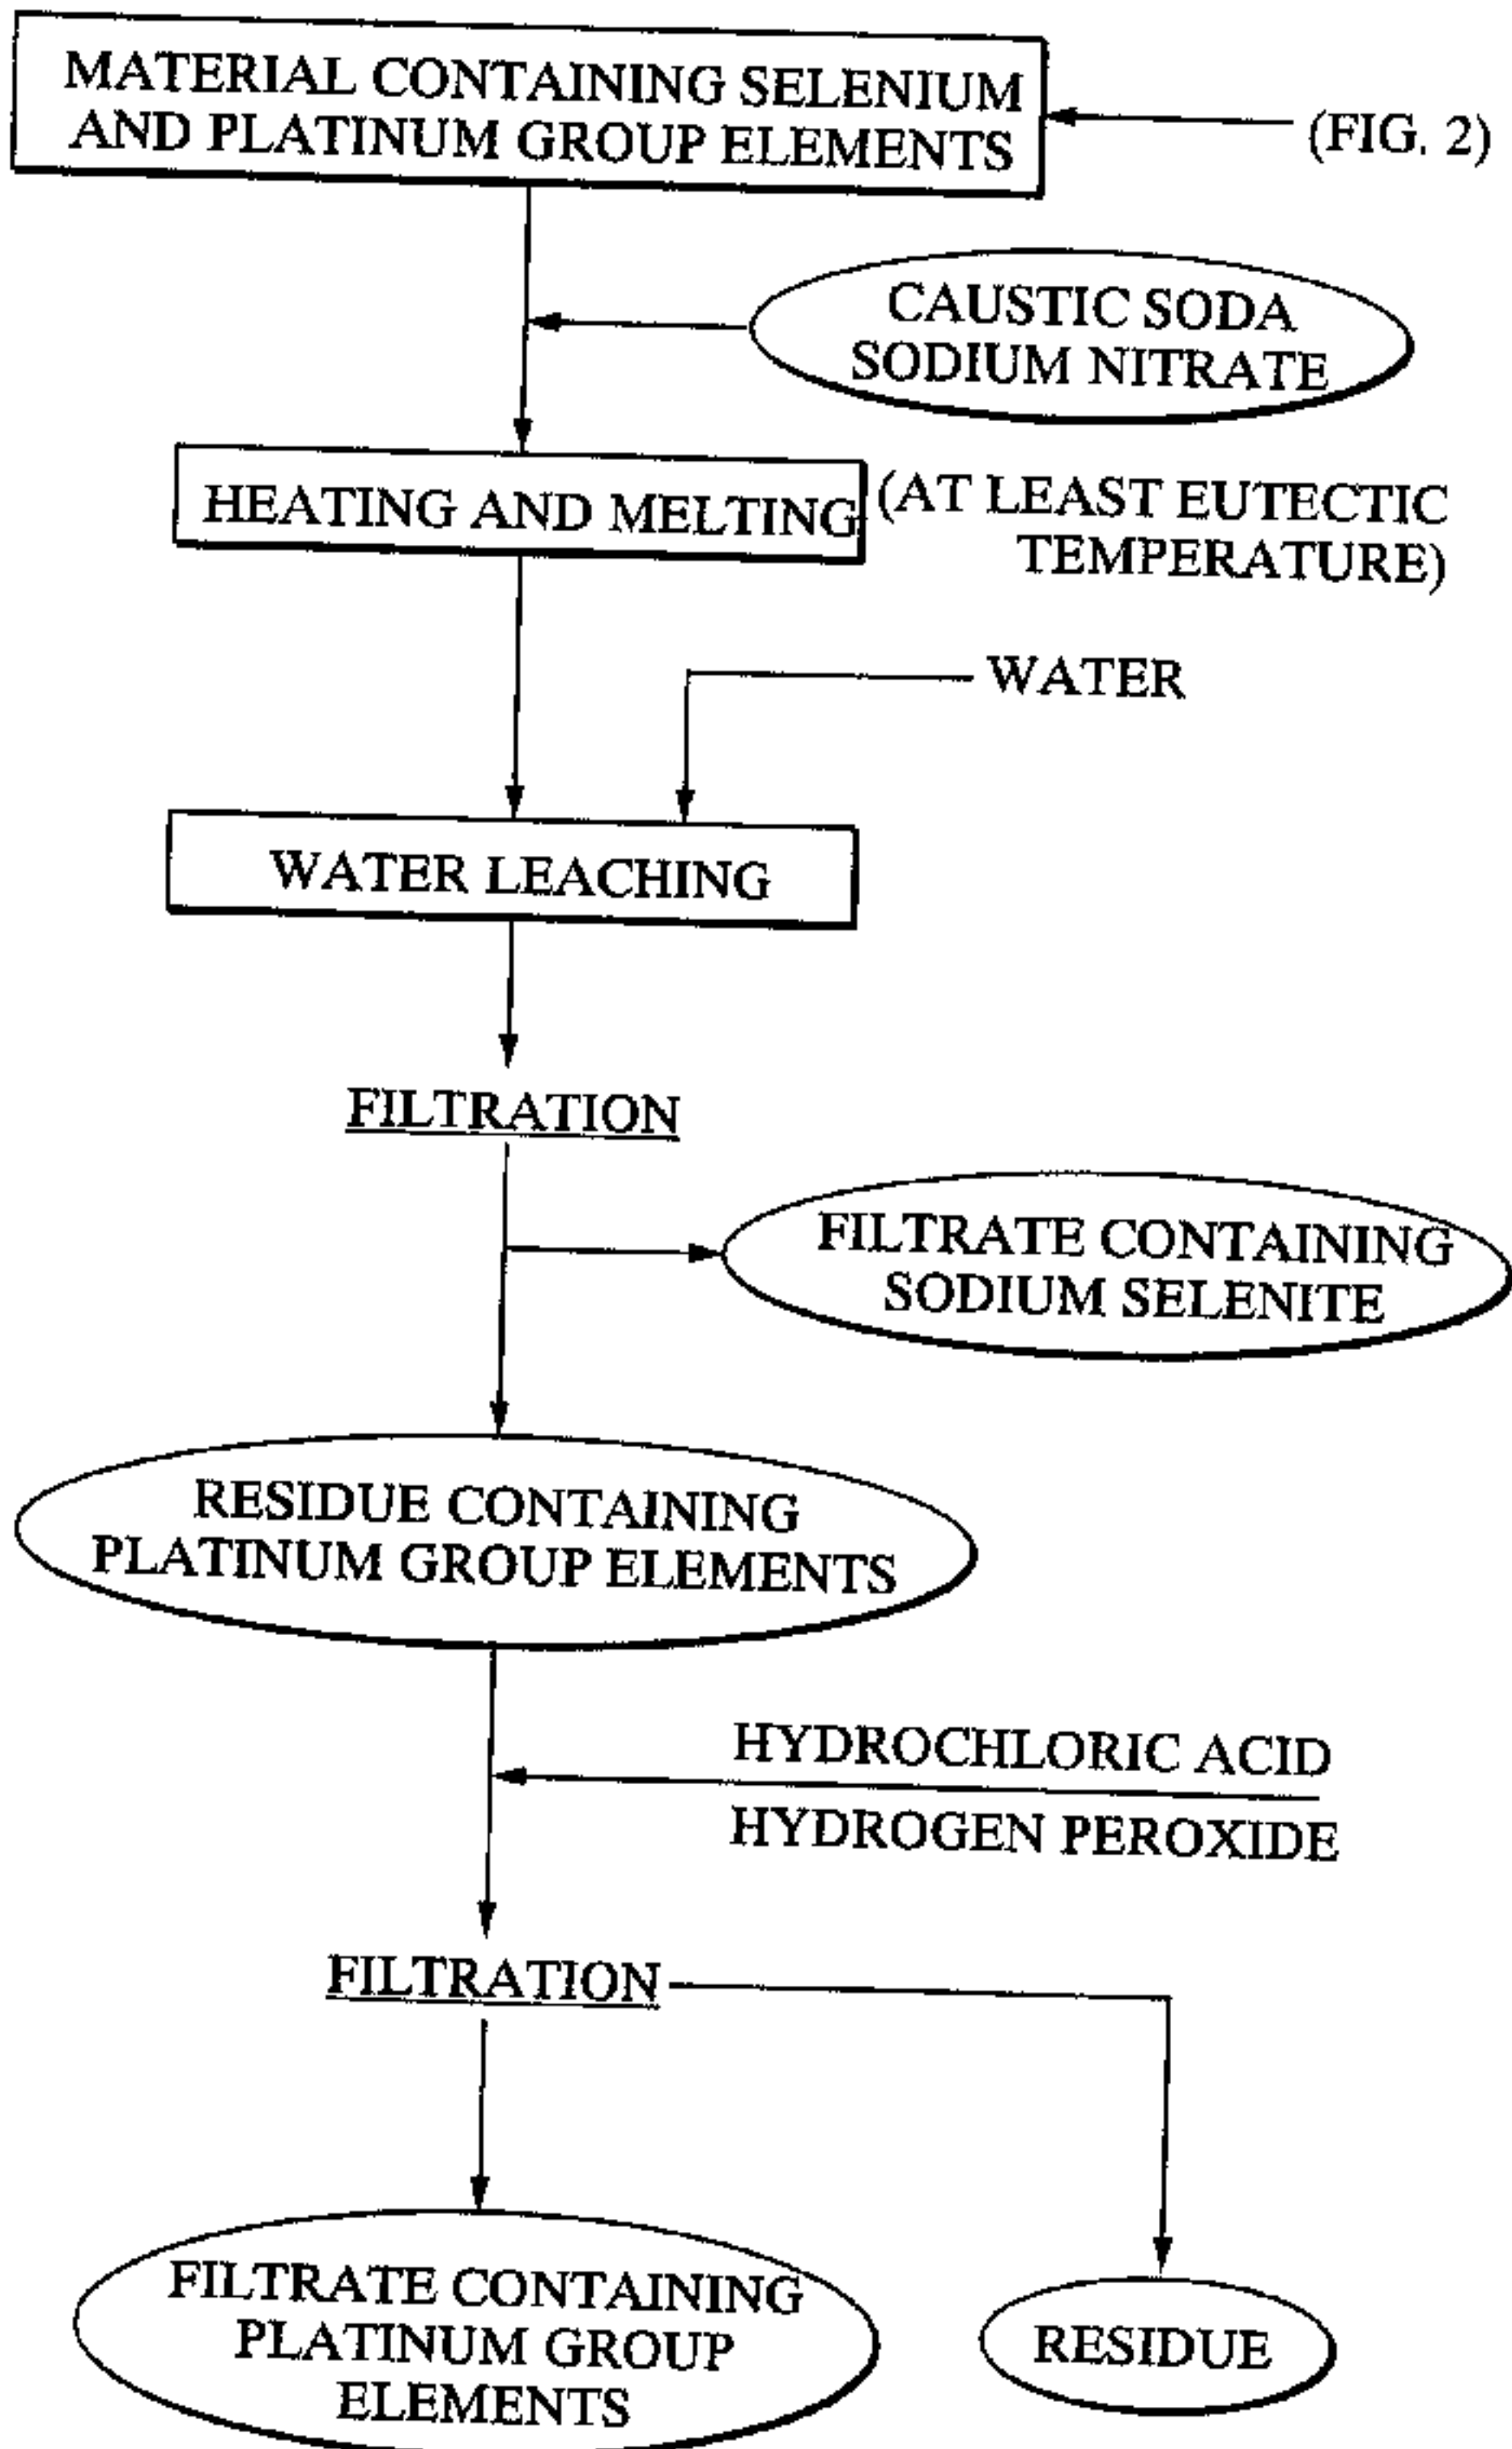 MATERIAL CONTAINING SELENIUM
AND PLATINUM GROUP ELEMENTS
(FIG. 2)
CAUSTIC SODA
SODIUM NITRATE
HEATING AND MELTING
(AT LEAST EUTECTIC
TEMPERATURE)
WATER
WATER LEACHING
FILTRATION
FILTRATE CONTAINING
SODIUM SELENITE
RESIDUE CONTAINING
PLATINUM GROUP ELEMENTS
HYDROCHLORIC ACID
HYDROGEN PEROXIDE
FILTRATION
FILTRATE CONTAINING
PLATINUM GROUP
ELEMENTS
RESIDUE